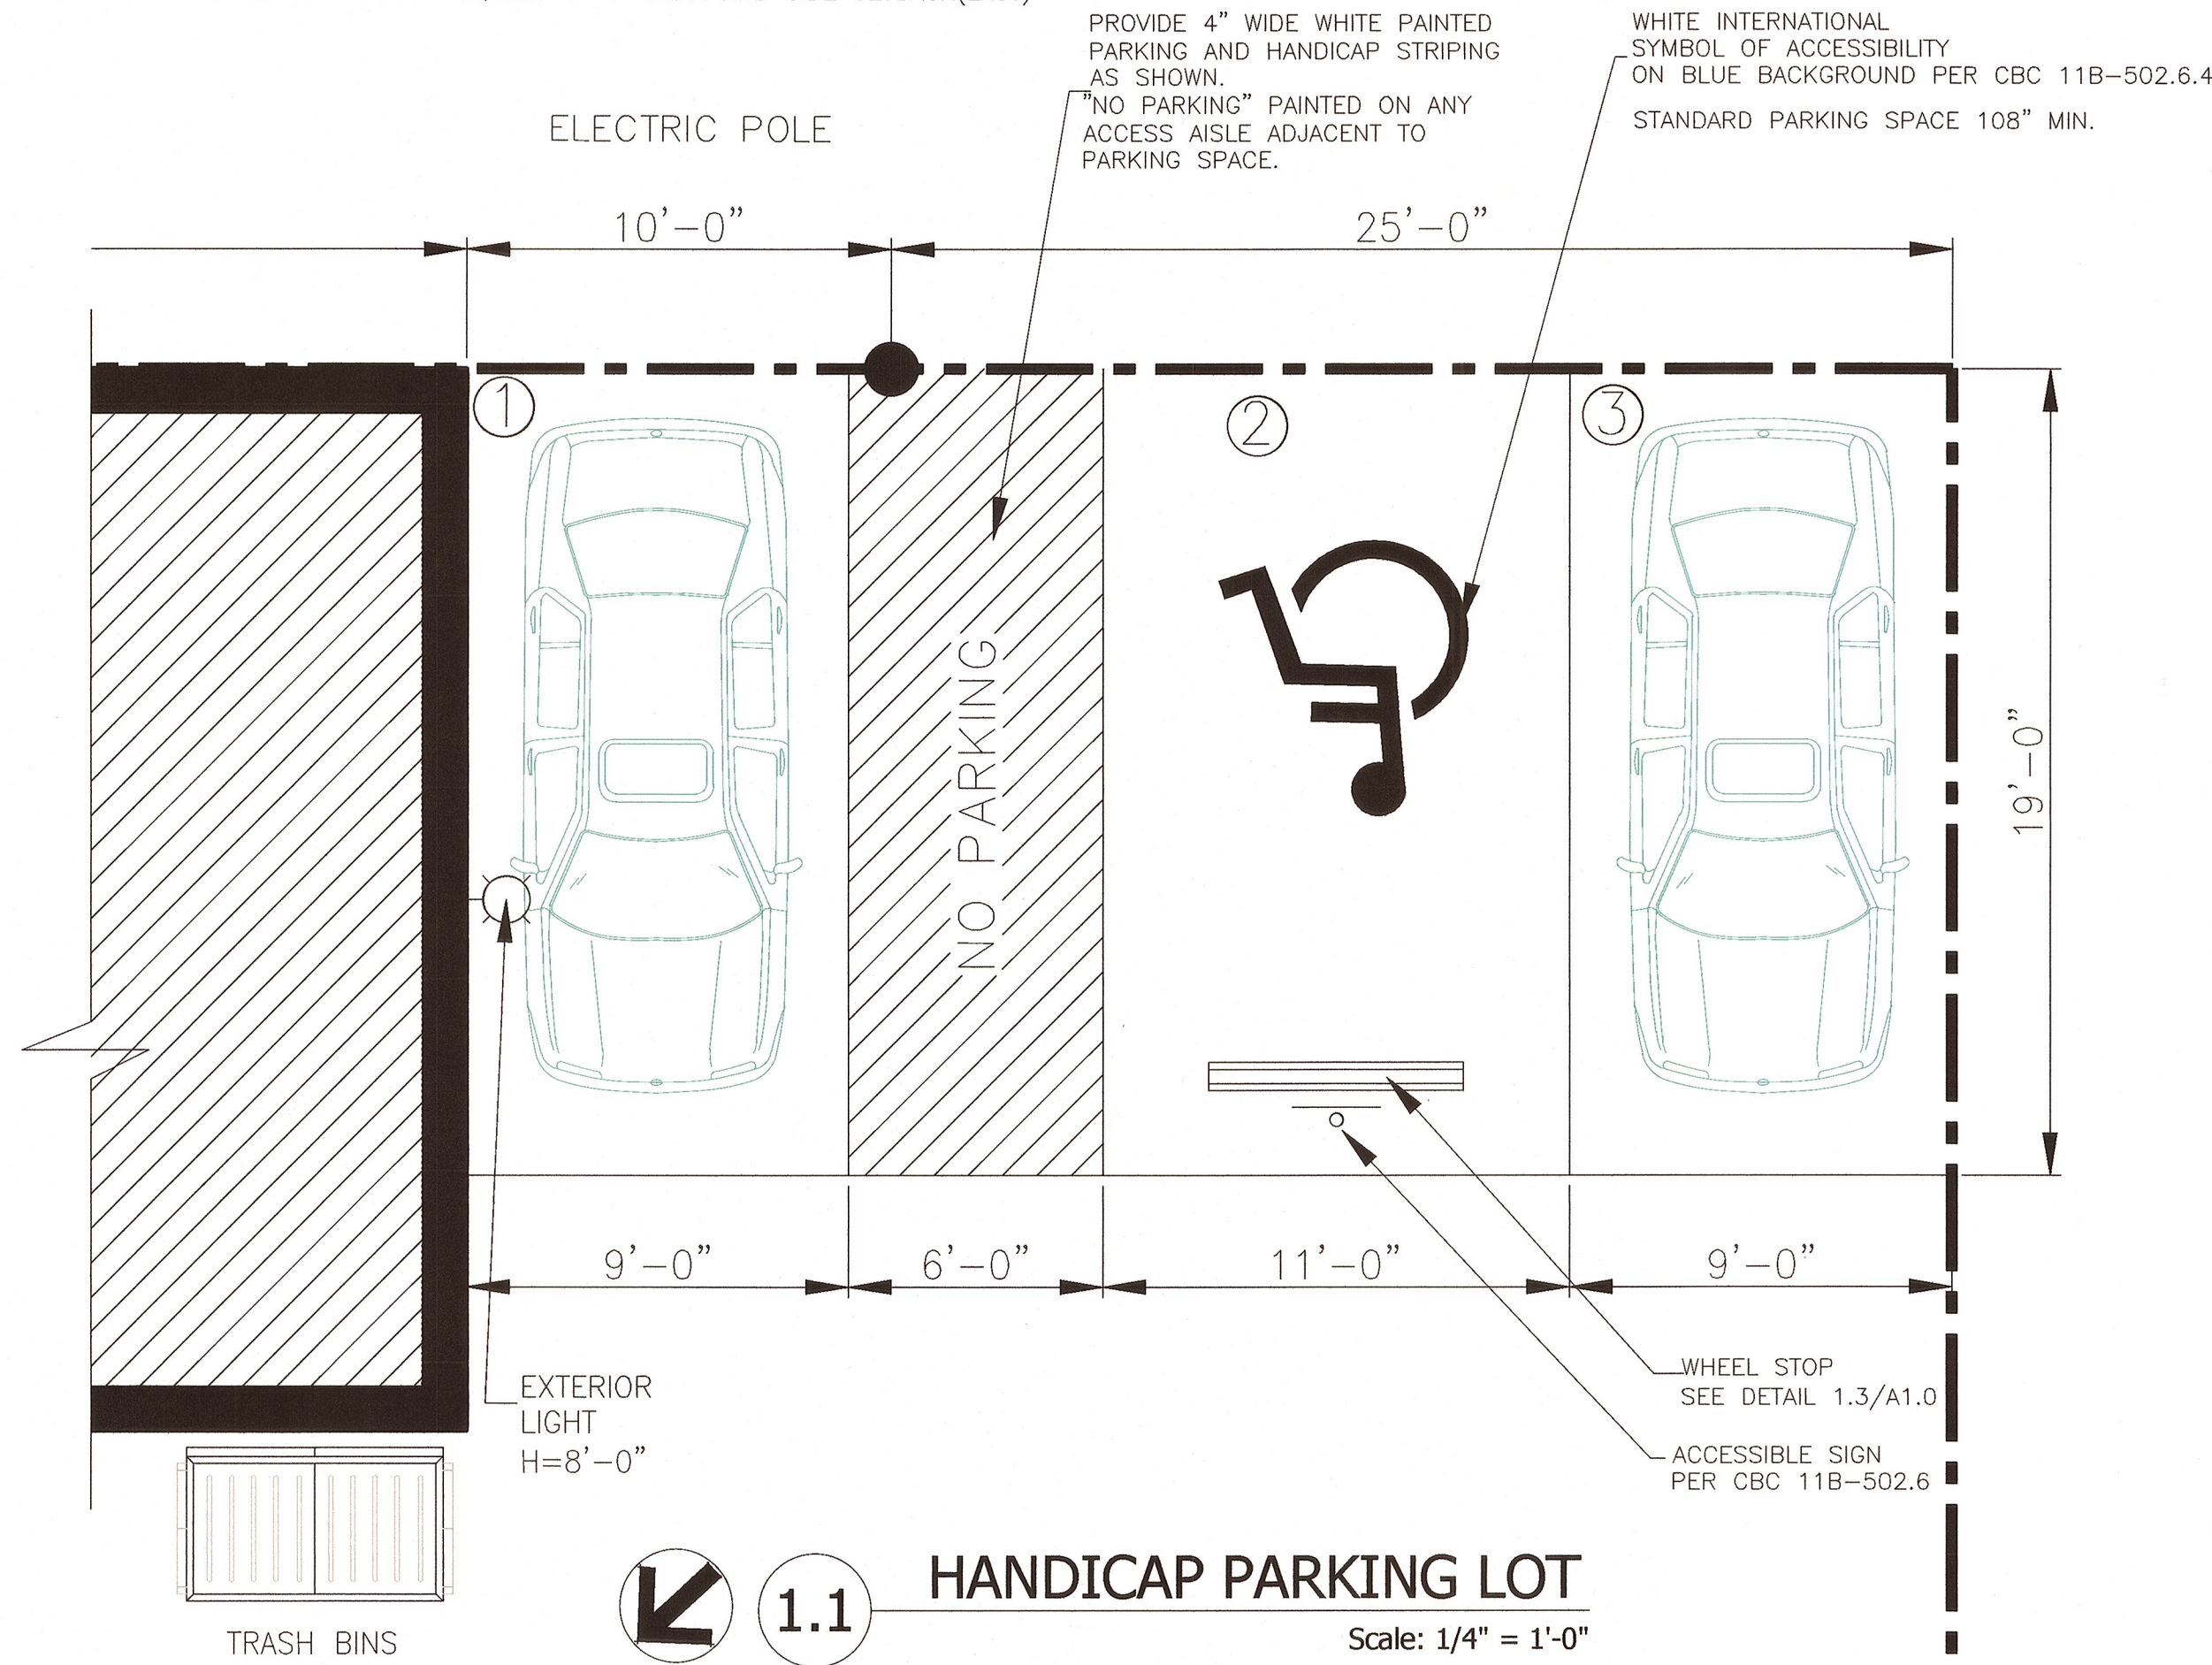 PROVIDE 4" WIDE WHITE PAINTED
PARKING AND HANDICAP STRIPING
AS SHOWN.
"NO PARKING" PAINTED ON ANY
ACCESS AISLE ADJACENT TO
PARKING SPACE.
WHITE INTERNATIONAL
SYMBOL OF ACCESSIBILITY
ON BLUE BACKGROUND PER CBC 11B-502.6.4
STANDARD PARKING SPACE 108" MIN.
ELECTRIC POLE
10'-0"
25'-0"
1
2
3
NO PARKING
19'-0"
9'-0"
6'-0"
11'-0"
9'-0"
EXTERIOR
LIGHT
H=8'-0"
WHEEL STOP
SEE DETAIL 1.3/A1.0
ACCESSIBLE SIGN
PER CBC 11B-502.6
TRASH BINS
1.1
HANDICAP PARKING LOT
Scale: 1/4" = 1'-0"